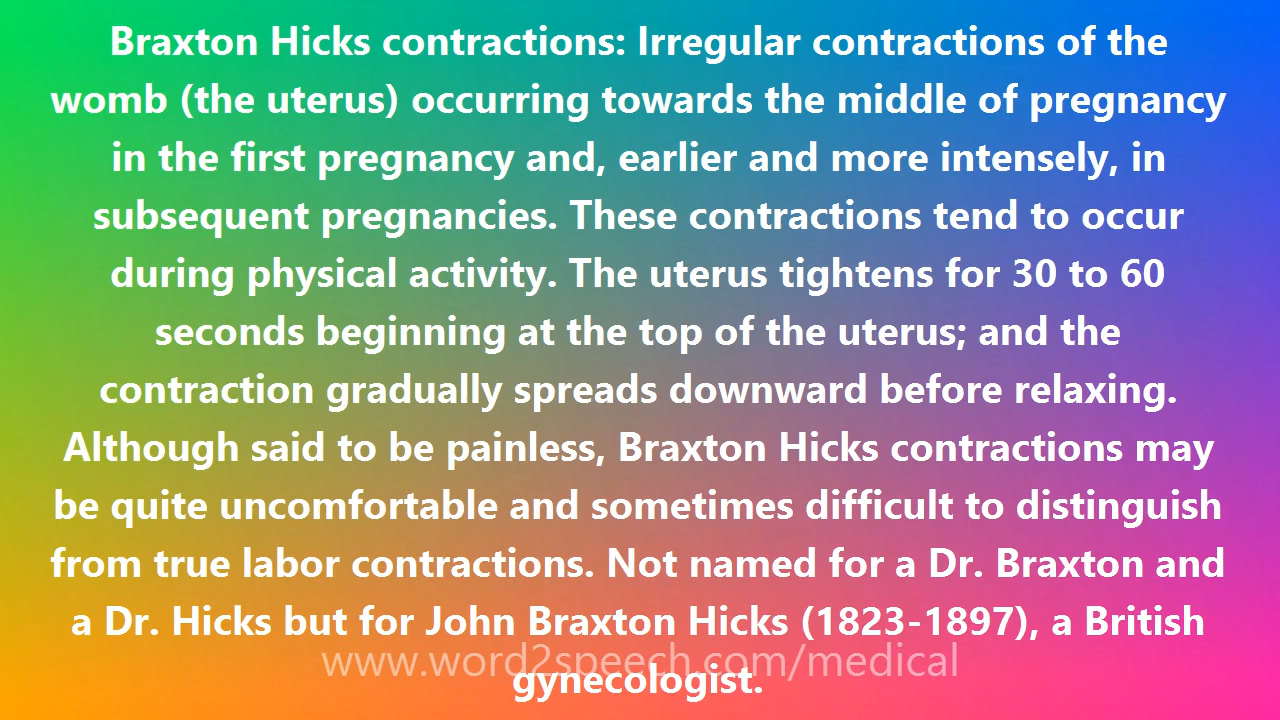 Braxton Hicks contractions: Irregular contractions of the
womb (the uterus) occurring towards the middle of pregnancy
in the first pregnancy and, earlier and more intensely, in
subsequent pregnancies. These contractions tend to occur
during physical activity. The uterus tightens for 30 to 60
seconds beginning at the top of the uterus; and the
contraction gradually spreads downward before relaxing.
Although said to be painless, Braxton Hicks contractions may
be quite uncomfortable and sometimes difficult to distinguish
from true labor contractions. Not named for a Dr. Braxton and
a Dr. Hicks but for John Braxton Hicks (1823-1897), a British
www.word2speech.com/medical
gynecologist.